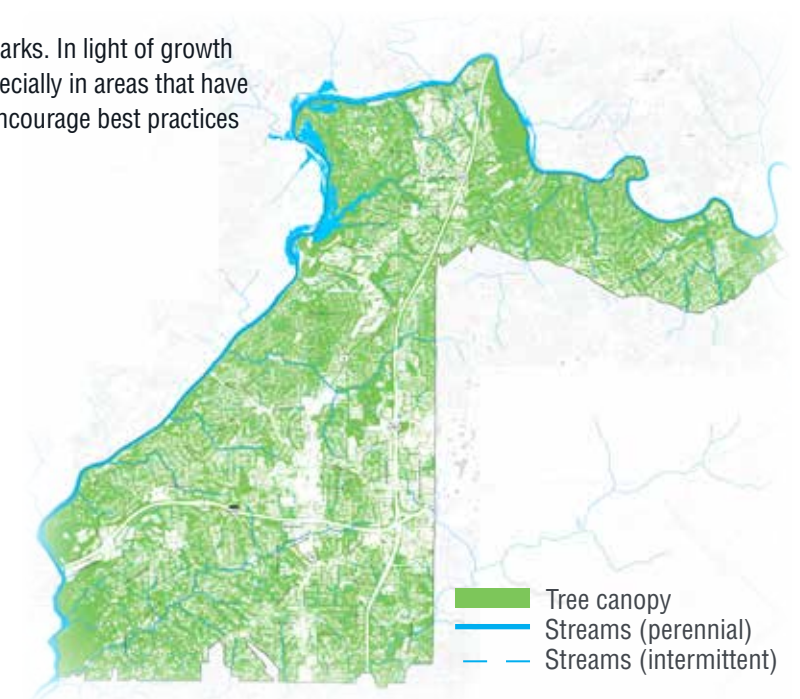 arks. In light of growth
ecially in areas that have
ncourage best practices
Tree canopy
Streams (perennial)
Streams (intermittent)